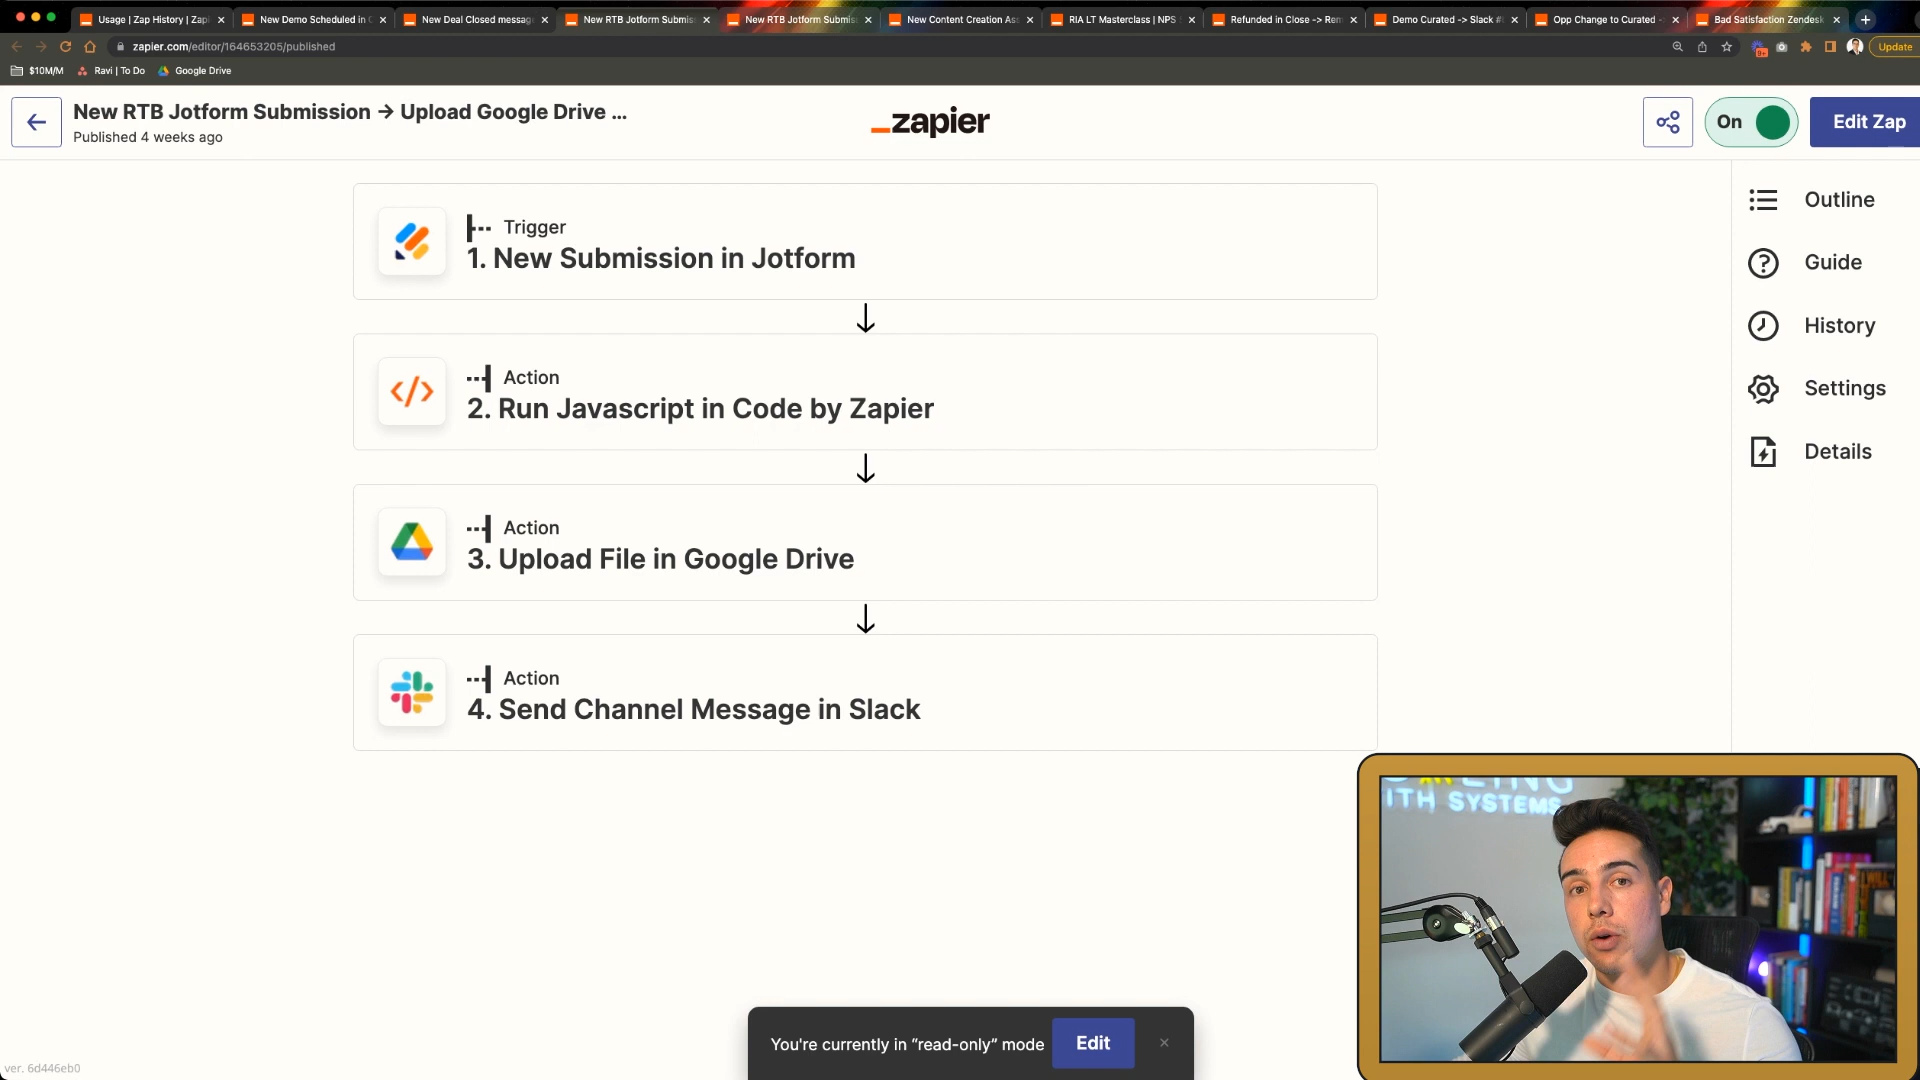 Usage | Zap History | Zapi
New Demo Scheduled in C
New Deal Closed messag
New RTB Jotform Submiss
New RTB Jotform Submiss
New Content Creation Ass
RIA LT Masterclass | NPS
Refunded in Close -> Rem
Demo Curated -> Slack #
Opp Change to Curated -
Bad Satisfaction Zendesk
zapier.com/editor/164653205/published
Update
$10M/M
Ravi | To Do
Google Drive
New RTB Jotform Submission → Upload Google Drive ...
Published 4 weeks ago
zapier
On
Edit Zap
Trigger
1. New Submission in Jotform
Action
2. Run Javascript in Code by Zapier
Action
3. Upload File in Google Drive
Action
4. Send Channel Message in Slack
Outline
Guide
History
Settings
Details
ITH SYSTEMS
You're currently in “read-only” mode
Edit
ver. 6d446eb0